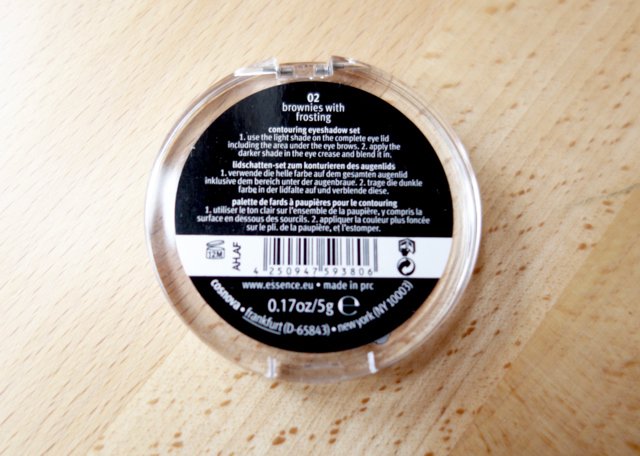 02
brownies with
frosting
contouring eyeshadow set
1. use the light shade on the complete eye lid
including the area under the eye brows. 2. apply the
darker shade in the eye crease and blend it in.
lidschatten-set zum konturieren des augenlids
1. verwende die helle farbe auf dem gesamten augenlid
inklusive dem bereich unter der augenbraue. 2. trage die dunkle
farbe in der lidfalte auf und verblende diese.
palette de fards à paupières pour le contouring
1. utiliser le ton clair sur l'ensemble de la paupière, y compris la
surface en dessous des sourcils. 2. appliquer la couleur plus foncée
sur le pli. de la paupière, et l'estomper.
12M
AH.AF
4 250947 593806
www.essence.eu • made in prc
0.17oz/5g e
cosnova • frankfurt (D-65843) • new york (NY 10003)